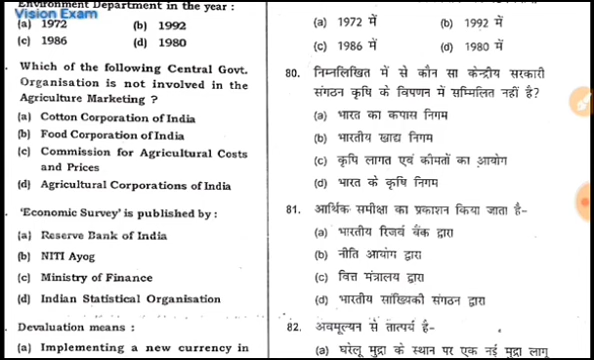 Environment Department in the year :
Vision Exam
(a) 1972 (b) 1992
(c) 1986 (d) 1980
. Which of the following Central Govt.
Organisation is not involved in the
Agriculture Marketing ?
(a) Cotton Corporation of India
(b) Food Corporation of India
(c) Commission for Agricultural Costs
and Prices
(d) Agricultural Corporations of India
. 'Economic Survey' is published by :
(a) Reserve Bank of India
(b) NITI Ayog
(c) Ministry of Finance
(d) Indian Statistical Organisation
. Devaluation means :
(a) Implementing a new currency in
(a) 1972 में (b) 1992 में
(c) 1986 में (d) 1980 में
80. निम्नलिखित में से कौन सा केन्द्रीय सरकारी
संगठन कृषि के विपणन में सम्मिलित नहीं है?
(a) भारत का कपास निगम
(b) भारतीय खाद्य निगम
(c) कृषि लागत एवं कीमतों का आयोग
(d) भारत के कृषि निगम
81. आर्थिक समीक्षा का प्रकाशन किया जाता है-
(a) भारतीय रिजर्व बैंक द्वारा
(b) नीति आयोग द्वारा
(c) वित्त मंत्रालय द्वारा
(d) भारतीय सांख्यिकी संगठन द्वारा
82. अवमूल्यन से तात्पर्य है-
(a) घरेलू मुद्रा के स्थान पर एक नई मुद्रा लागू